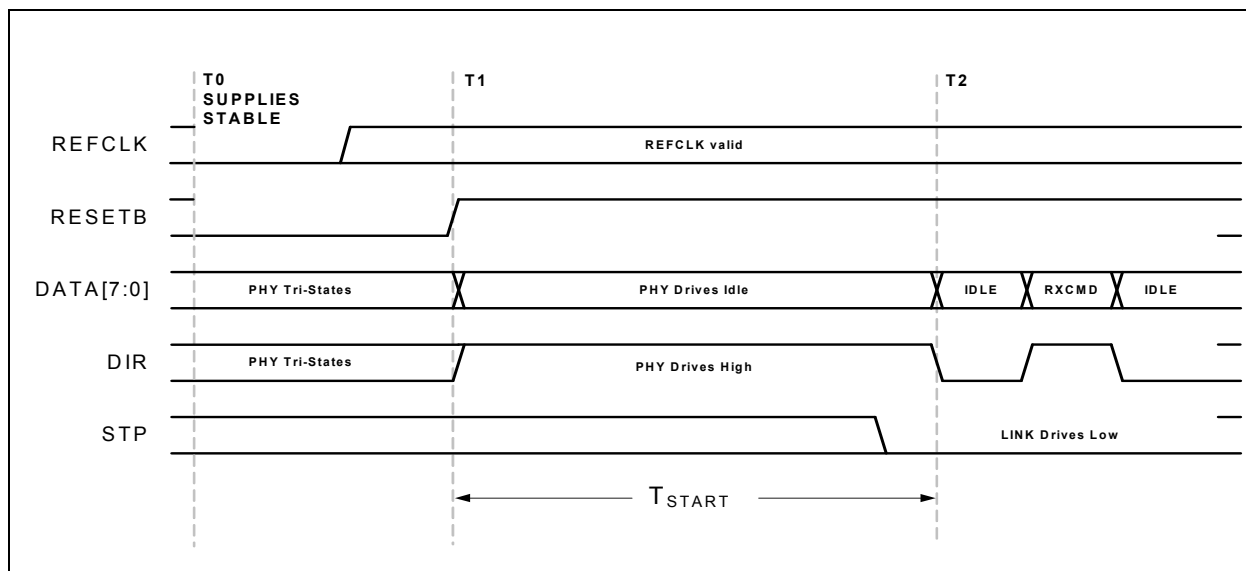 T0
SUPPLIES
STABLE
T1
T2
REFCLK
REFCLK valid
RESETB
DATA[7:0]
PHY Tri-States
PHY Drives Idle
IDLE
RXCMD
IDLE
DIR
PHY Tri-States
PHY Drives High
STP
LINK Drives Low
TSTART